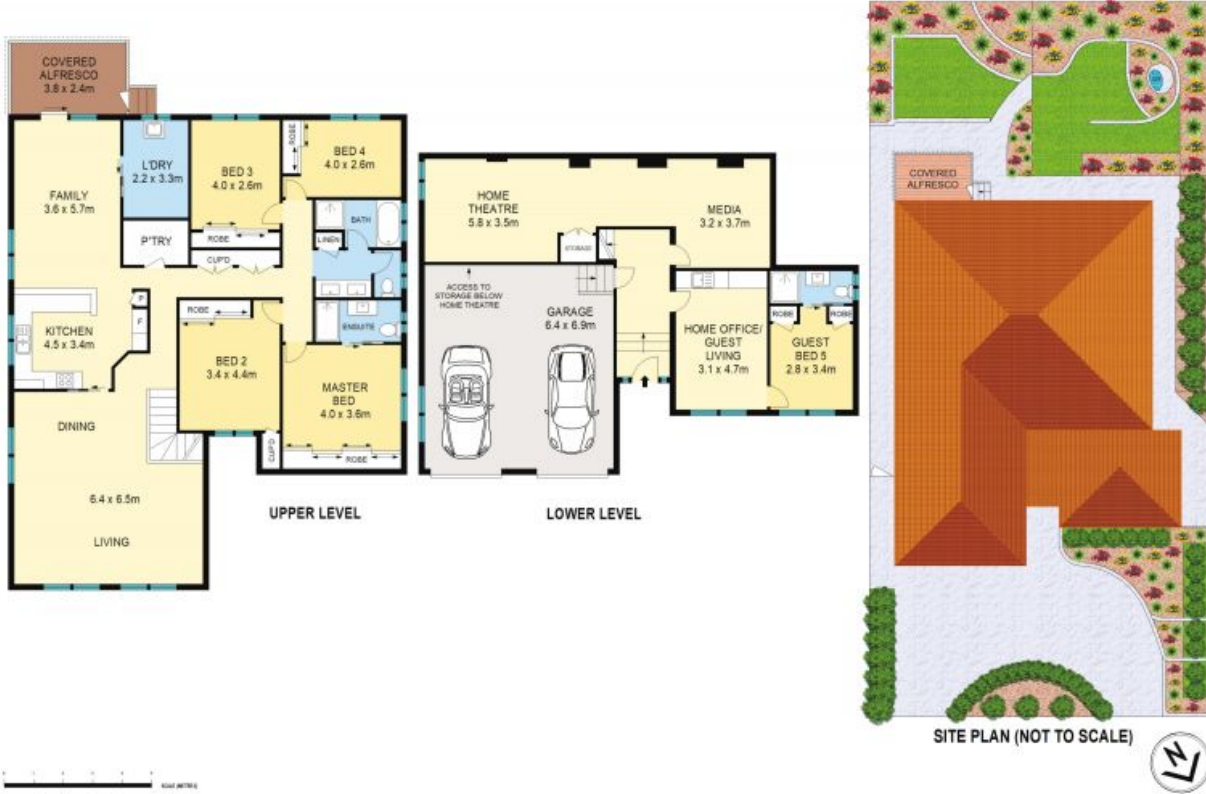 COVERED
ALFRESCO
3.8 x 2.4m
L'DRY
2.2 x 3.3m
BED 3
4.0 x 2.6m
ROBE
BED 4
4.0 x 2.6m
FAMILY
3.6 x 5.7m
P'TRY
ROBE
CUP'D
LINEN
BATH
P
F
KITCHEN
4.5 x 3.4m
ROBE
BED 2
3.4 x 4.4m
ENSUITE
MASTER
BED
4.0 x 3.6m
CUP'D
ROBE
DINING
6.4 x 6.5m
LIVING
UPPER LEVEL
HOME
THEATRE
5.8 x 3.5m
MEDIA
3.2 x 3.7m
STORAGE
ACCESS TO
STORAGE BELOW
HOME THEATRE
GARAGE
6.4 x 6.9m
HOME OFFICE/
GUEST
LIVING
3.1 x 4.7m
ROBE
ROBE
GUEST
BED 5
2.8 x 3.4m
LOWER LEVEL
COVERED
ALFRESCO
SITE PLAN (NOT TO SCALE)
N